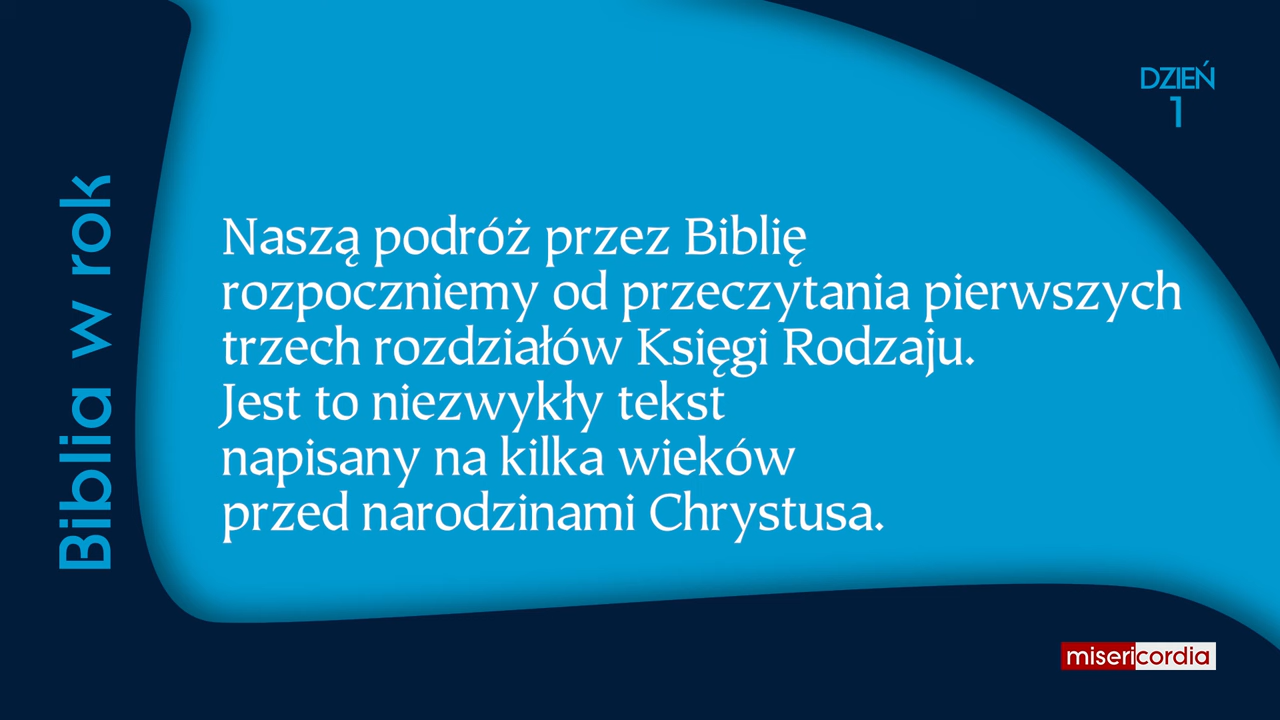 DZIEŃ
1
Biblia w rok
Naszą podróż przez Biblię
rozpoczniemy od przeczytania pierwszych
trzech rozdziałów Księgi Rodzaju.
Jest to niezwykły tekst
napisany na kilka wieków
przed narodzinami Chrystusa.
misericordia